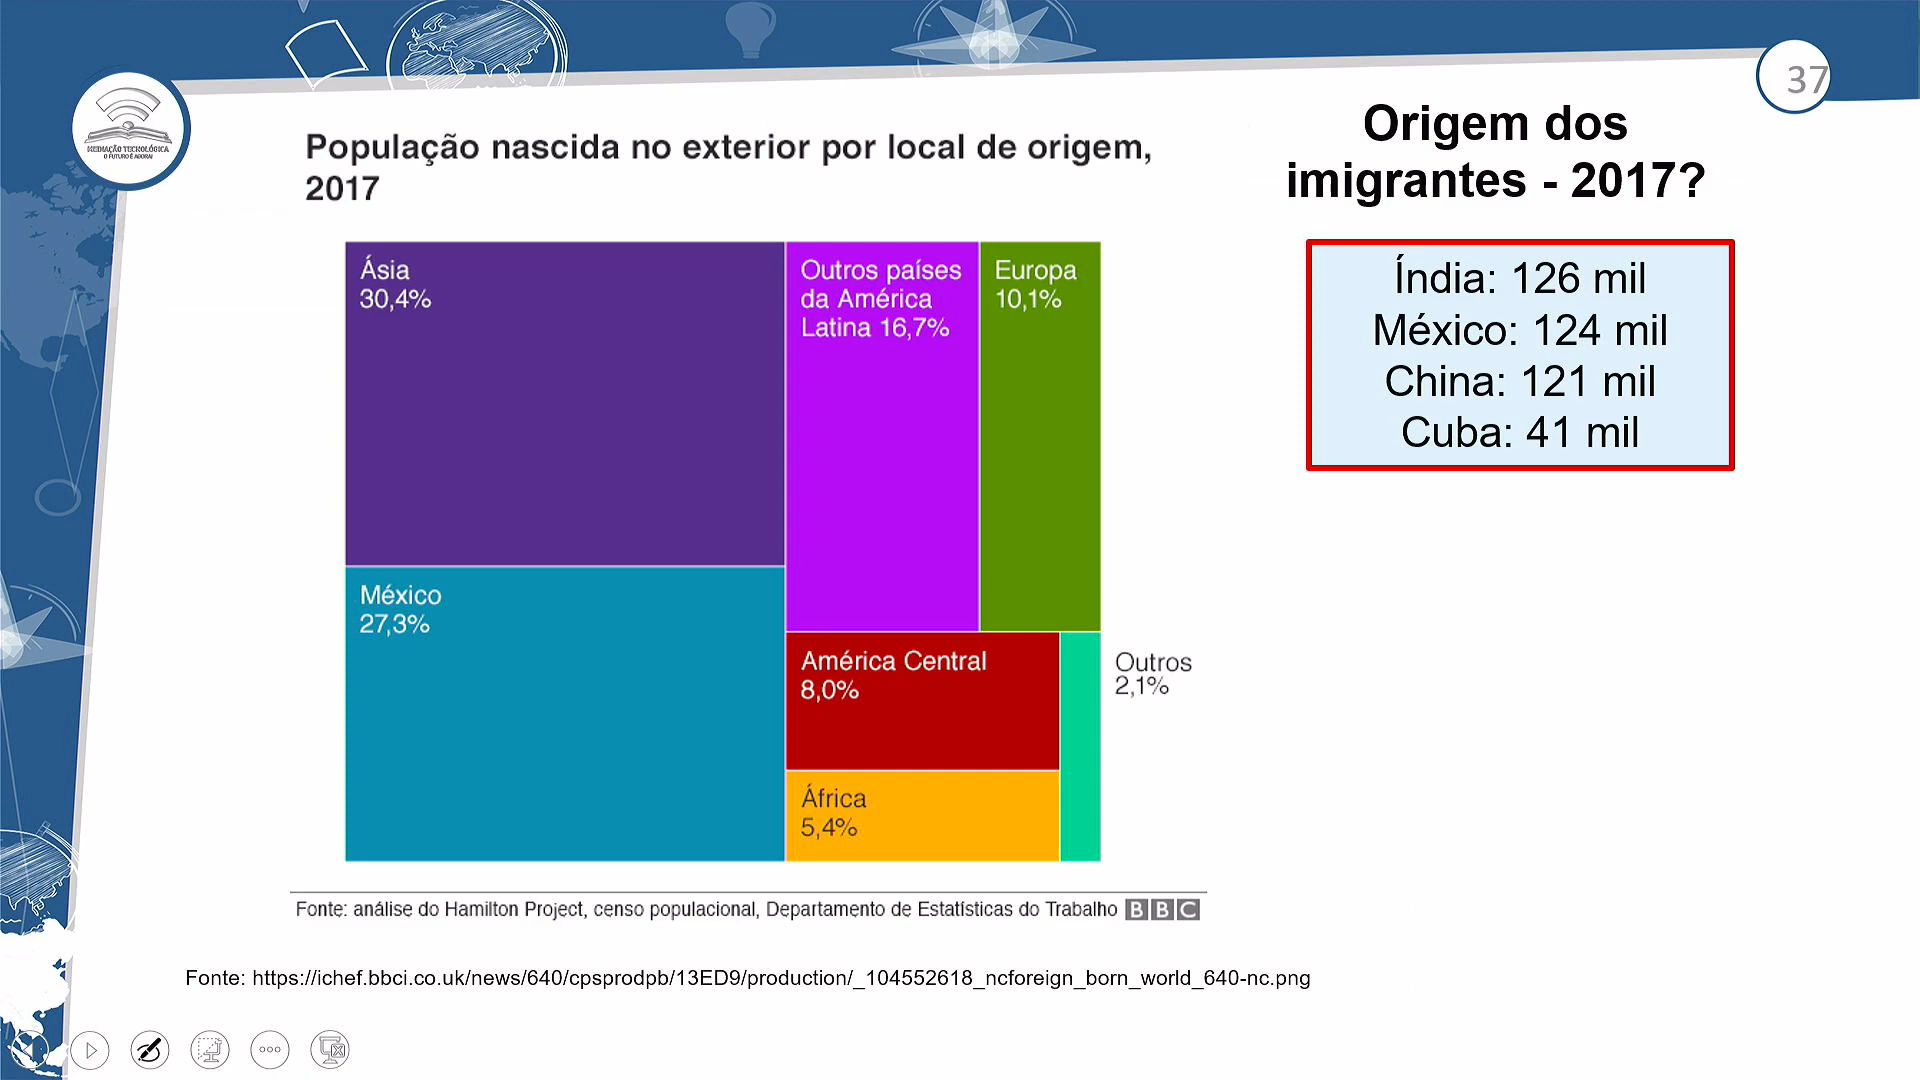 37
MEDIAÇÃO TECNOLÓGICA
O FUTURO É AGORA!
População nascida no exterior por local de origem,
2017
Ásia
30,4%
México
27,3%
Outros países
da América
Latina 16,7%
Europa
10,1%
América Central
8,0%
África
5,4%
Outros
2,1%
Fonte: análise do Hamilton Project, censo populacional, Departamento de Estatísticas do Trabalho BBC
Origem dos
imigrantes - 2017?
Índia: 126 mil
México: 124 mil
China: 121 mil
Cuba: 41 mil
Fonte: https://ichef.bbci.co.uk/news/640/cpsprodpb/13ED9/production/_104552618_ncforeign_born_world_640-nc.png